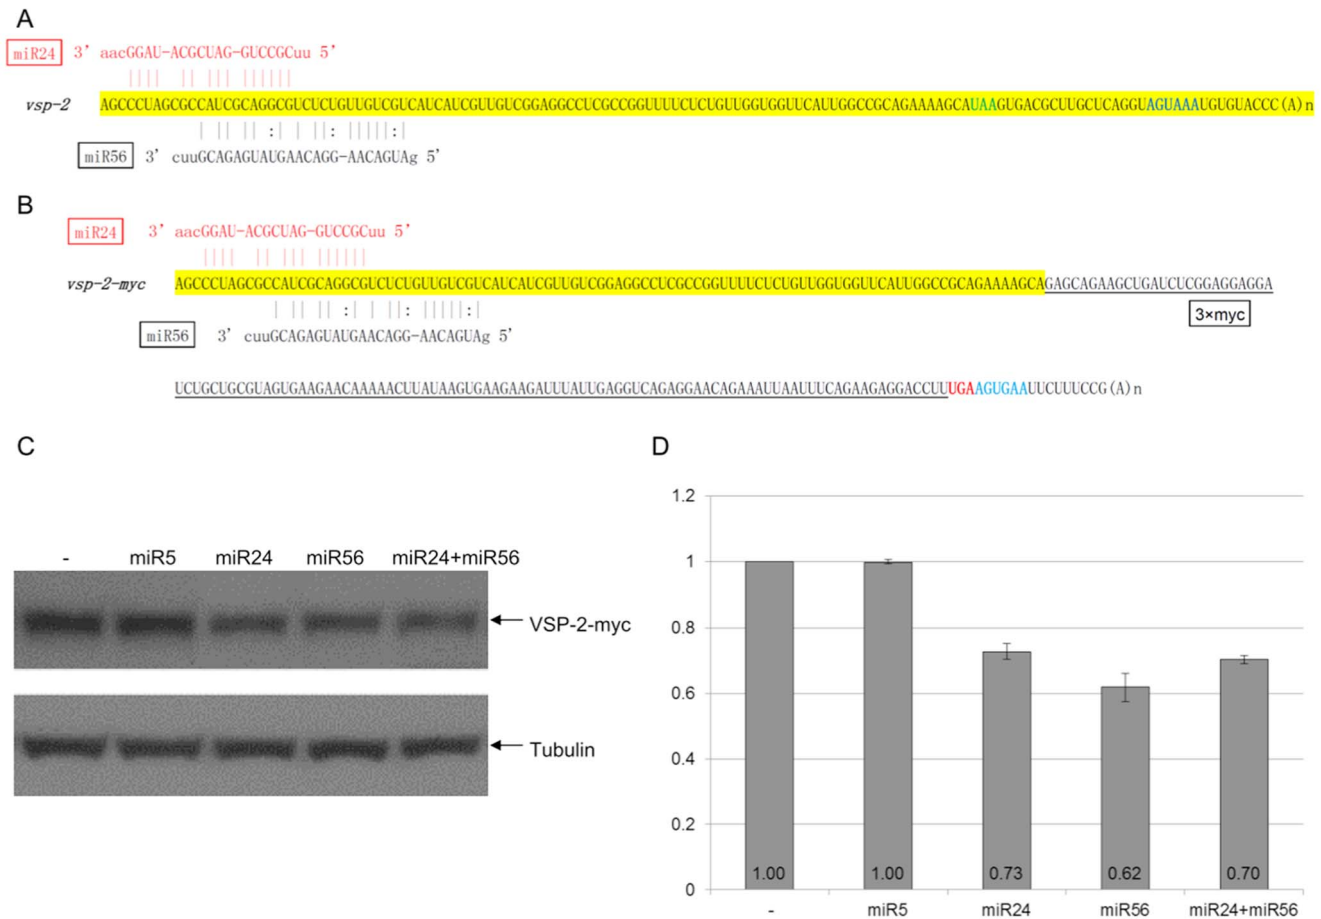 A
miR24 3' aacGGAU-ACGCUAG-GUCCGCuu 5'
vsp-2 AGCCCUAGCGCCAUCGCAGGCGUCUCUGUUGUCGUCAUCAUCGUUGUCGGAGGCCUCGCCGGUUUUCUCUGUUGGUGGUUCAUUGGCCGCAGAAAAGCAUAAGUGACGCUUGCUCAGGUAGUAAAUGUGUACCC(A)n
miR56 3' cuuGCAGAGUAUGAACAGG-AACAGUAg 5'
B
miR24 3' aacGGAU-ACGCUAG-GUCCGCuu 5'
vsp-2-myc AGCCCUAGCGCCAUCGCAGGCGUCUCUGUUGUCGUCAUCAUCGUUGUCGGAGGCCUCGCCGGUUUUCUCUGUUGGUGGUUCAUUGGCCGCAGAAAAGCAGAGCAGAAGCUGAUCUCGGAGGAGGA
3×myc
miR56 3' cuuGCAGAGUAUGAACAGG-AACAGUAg 5'
UCUGCUGCGUAGUGAAGAACAAAAACUUAUAAGUGAAGAAGAUUUAUUGAGGUCAGAGGAACAGAAAUUAAUUUCAGAAGAGGACCUUUGAAGUGAAUUCUUUCCG(A)n
C
- miR5 miR24 miR56 miR24+miR56
VSP-2-myc
Tubulin
D
1.2
1
0.8
0.6
0.4
0.2
0
1.00 1.00 0.73 0.62 0.70
- miR5 miR24 miR56 miR24+miR56